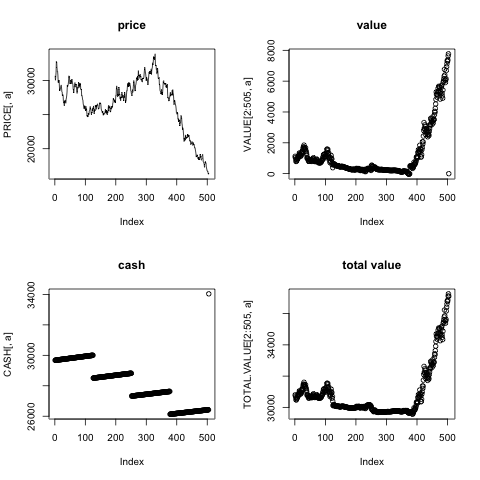 price
PRICE[, a]
20000 30000
0 100 200 300 400 500
Index
value
VALUE[2:505, a]
0 2000 4000 6000 8000
0 100 200 300 400 500
Index
cash
CASH[, a]
26000 30000 34000
0 100 200 300 400 500
Index
total value
TOTAL.VALUE[2:505, a]
30000 34000
0 100 200 300 400 500
Index